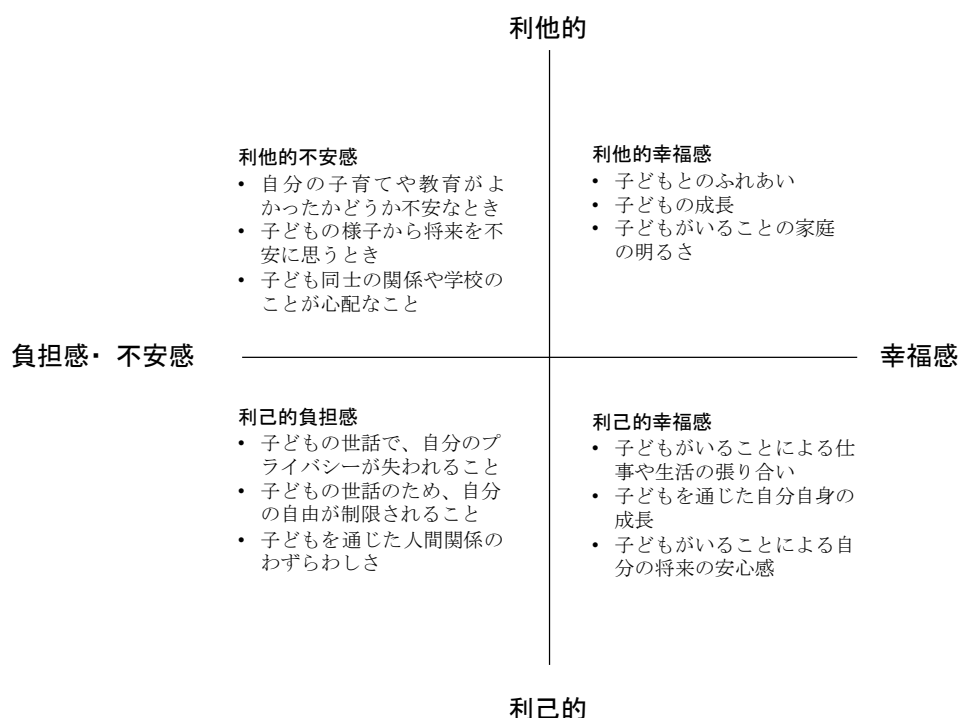 利他的
利他的不安感
• 自分の子育てや教育がよ
かったかどうか不安なとき
• 子どもの様子から将来を不
安に思うとき
• 子ども同士の関係や学校の
ことが心配なこと
利他的幸福感
• 子どもとのふれあい
• 子どもの成長
• 子どもがいることの家庭
の明るさ
負担感・ 不安感
幸福感
利己的負担感
• 子どもの世話で、自分のプ
ライバシーが失われること
• 子どもの世話のため、自分
の自由が制限されること
• 子どもを通じた人間関係の
わずらわしさ
利己的幸福感
• 子どもがいることによる仕
事や生活の張り合い
• 子どもを通じた自分自身の
成長
• 子どもがいることによる自
分の将来の安心感
利己的